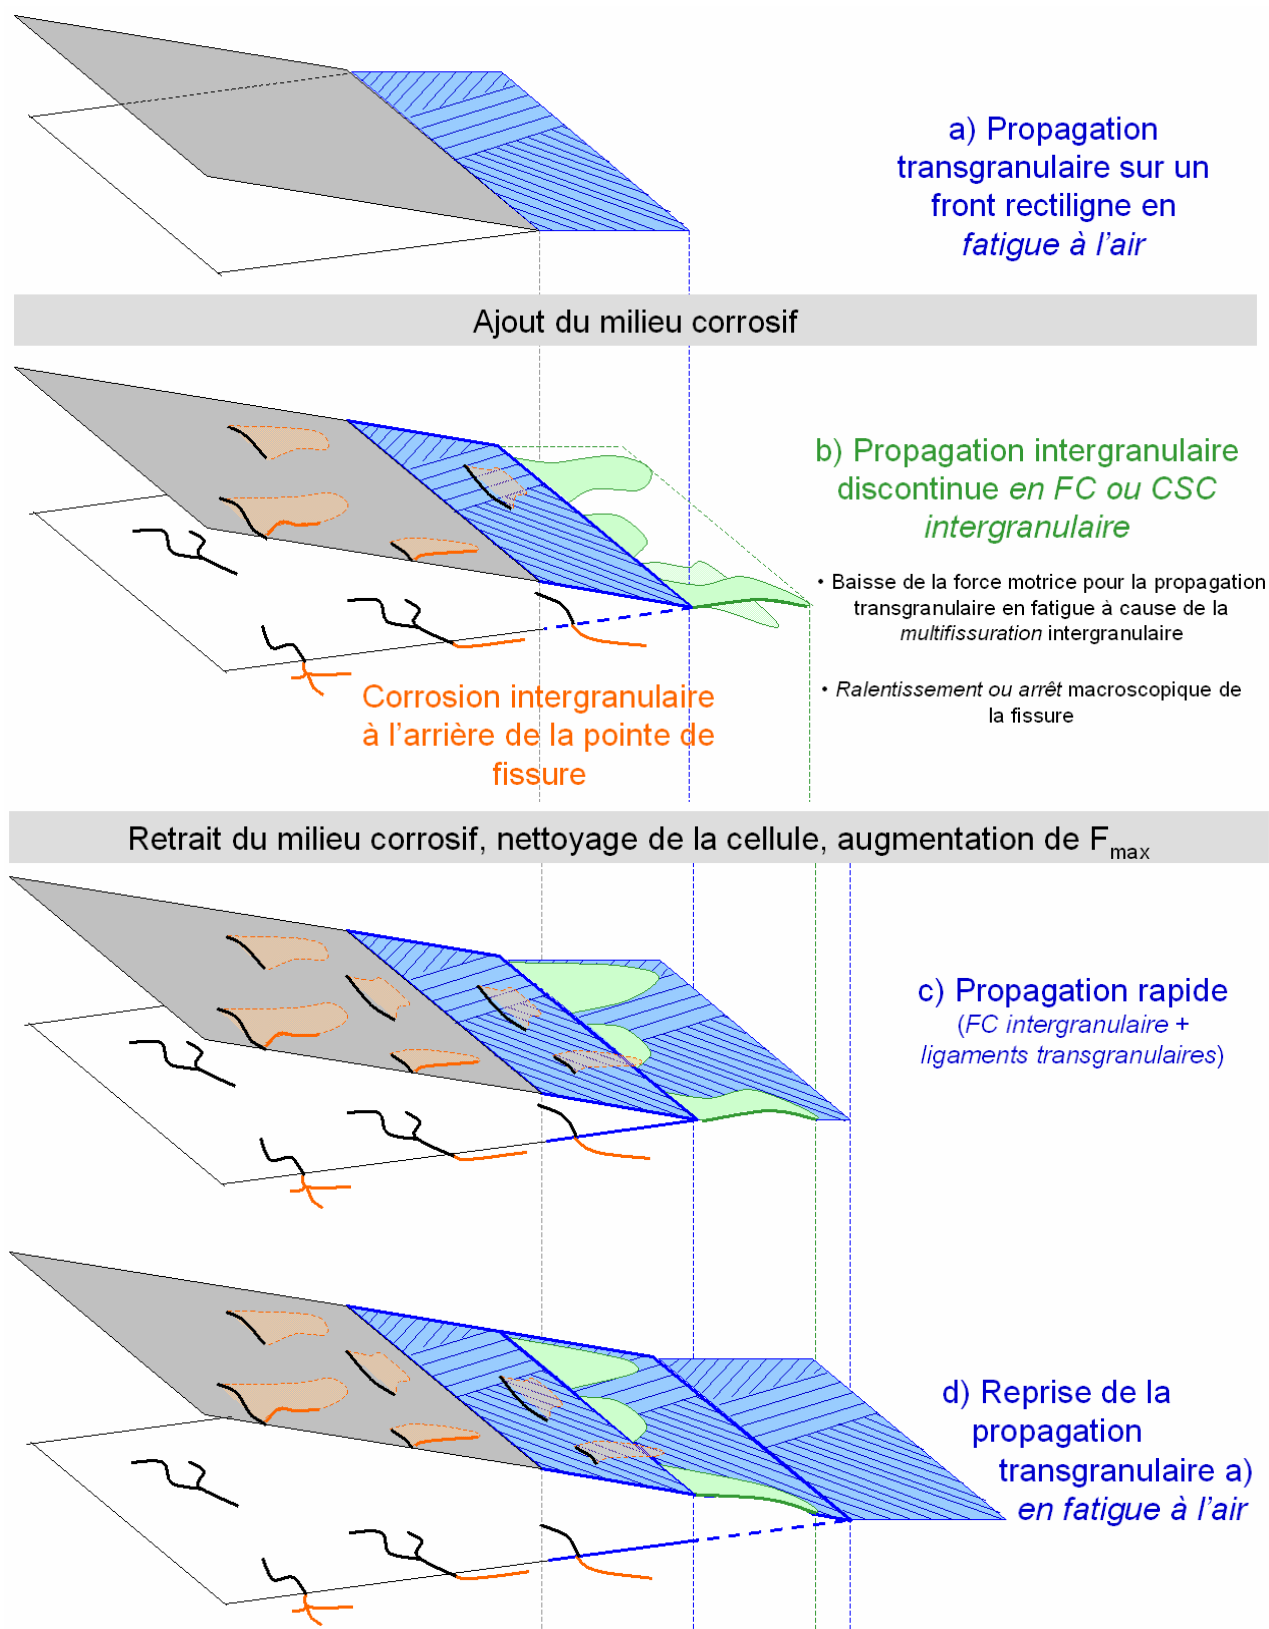 a) Propagation
transgranulaire sur un
front rectiligne en
fatigue à l’air
Ajout du milieu corrosif
b) Propagation intergranulaire
discontinue en FC ou CSC
intergranulaire
• Baisse de la force motrice pour la propagation
transgranulaire en fatigue à cause de la
multifissuration intergranulaire
• Ralentissement ou arrêt macroscopique de
la fissure
Corrosion intergranulaire
à l’arrière de la pointe de
fissure
Retrait du milieu corrosif, nettoyage de la cellule, augmentation de Fmax
c) Propagation rapide
(FC intergranulaire +
ligaments transgranulaires)
d) Reprise de la
propagation
transgranulaire a)
en fatigue à l’air